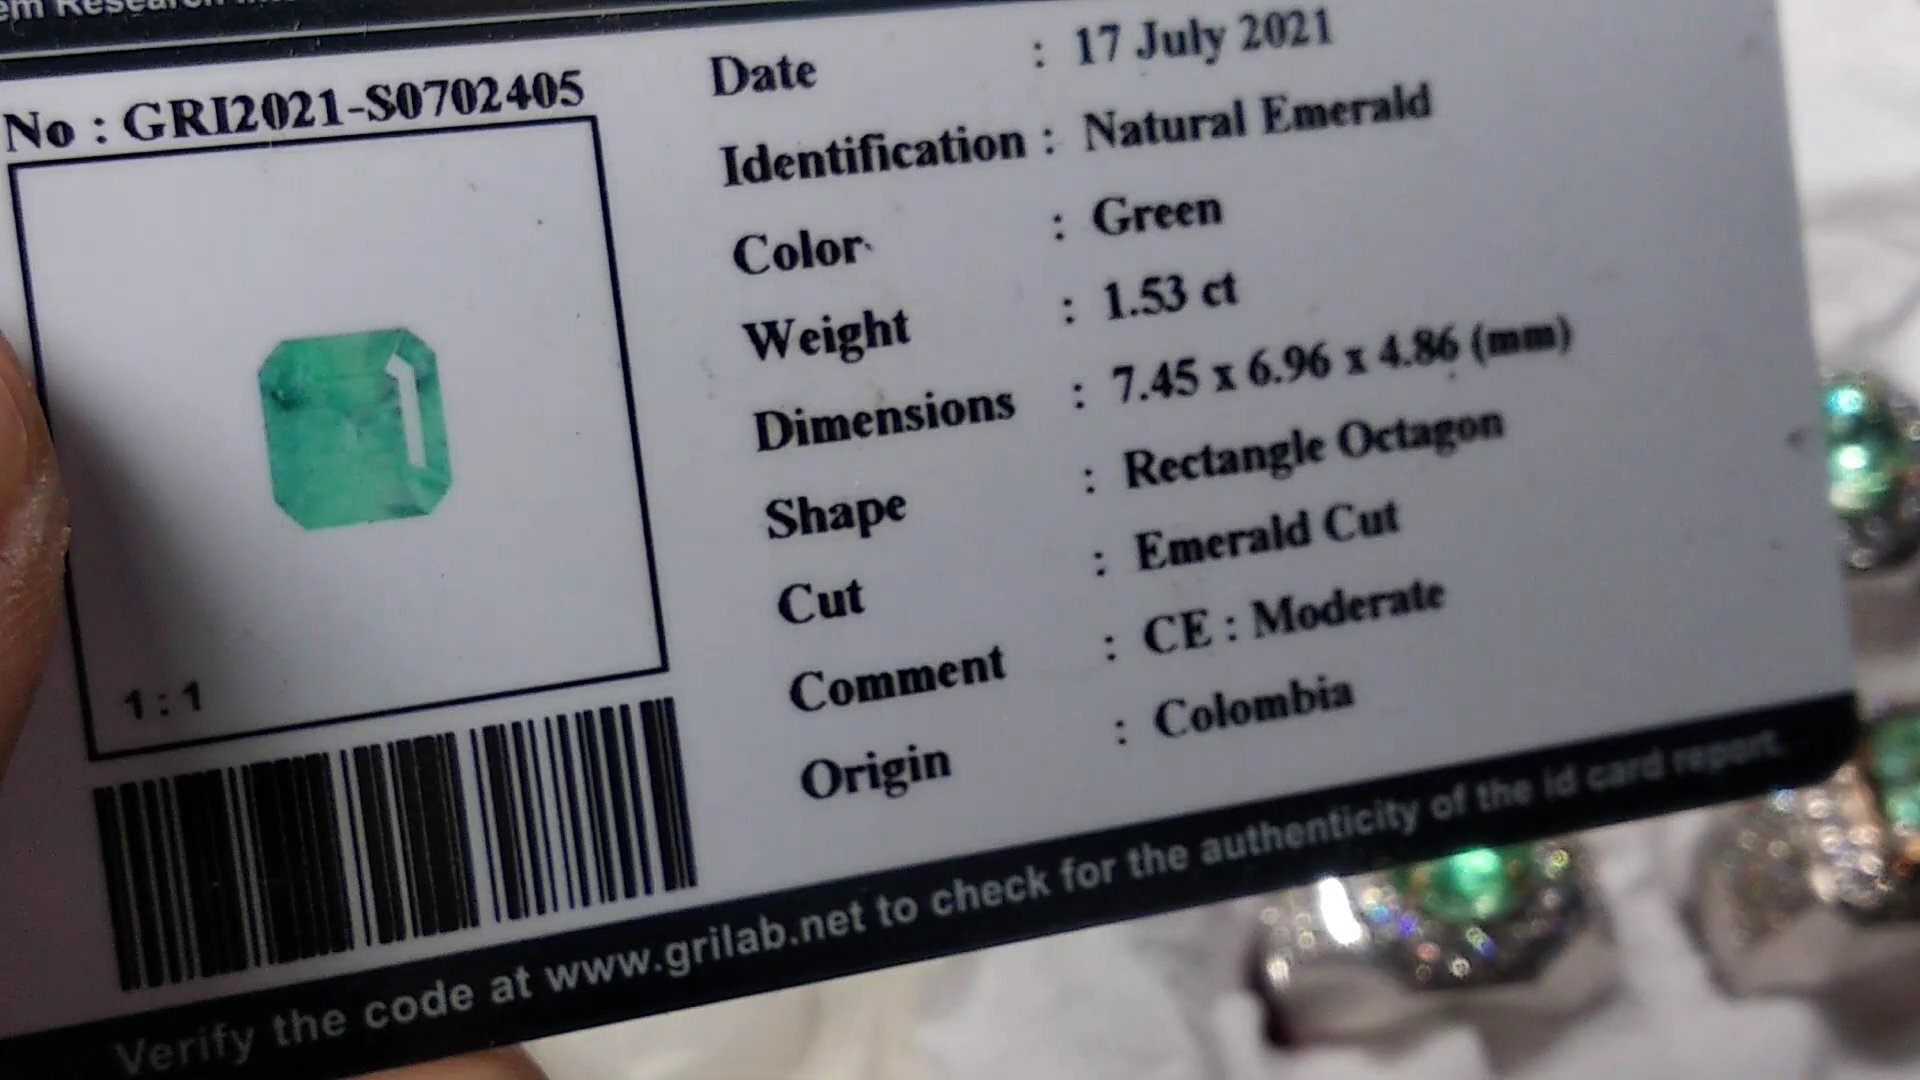 em Research
No : GRI2021-S0702405
Date : 17 July 2021
Identification : Natural Emerald
Color : Green
Weight : 1.53 ct
Dimensions : 7.45 x 6.96 x 4.86 (mm)
Shape : Rectangle Octagon
Cut : Emerald Cut
Comment : CE : Moderate
Origin : Colombia
1 : 1
Verify the code at www.grilab.net to check for the authenticity of the id card report.